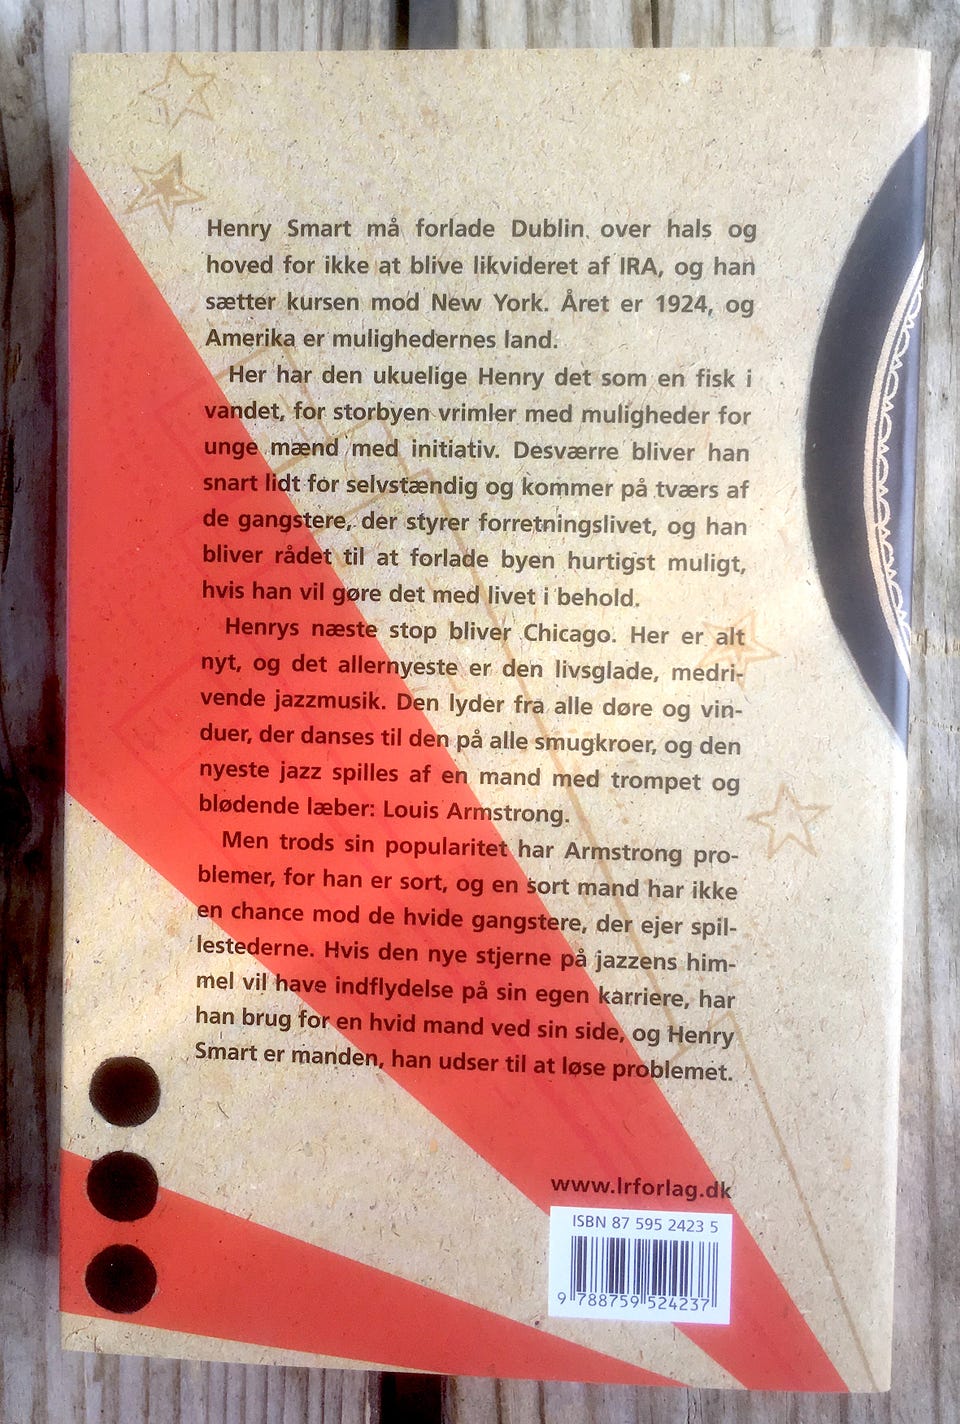 Henry Smart må forlade Dublin over hals og
hoved for ikke at blive likvideret af IRA, og han
sætter kursen mod New York. Året er 1924, og
Amerika er mulighedernes land.
Her har den ukuelige Henry det som en fisk i
vandet, for storbyen vrimler med muligheder for
unge mænd med initiativ. Desværre bliver han
snart lidt for selvstændig og kommer på tværs af
de gangstere, der styrer forretningslivet, og han
bliver rådet til at forlade byen hurtigst muligt,
hvis han vil gøre det med livet i behold.
Henrys næste stop bliver Chicago. Her er alt
nyt, og det allernyeste er den livsglade, medri-
vende jazzmusik. Den lyder fra alle døre og vin-
duer, der danses til den på alle smugkroer, og den
nyeste jazz spilles af en mand med trompet og
blødende læber: Louis Armstrong.
Men trods sin popularitet har Armstrong pro-
blemer, for han er sort, og en sort mand har ikke
en chance mod de hvide gangstere, der ejer spil-
lestederne. Hvis den nye stjerne på jazzens him-
mel vil have indflydelse på sin egen karriere, har
han brug for en hvid mand ved sin side, og Henry
Smart er manden, han udser til at løse problemet.
www.lrforlag.dk
ISBN 87 595 2423 5
9 788759 524237